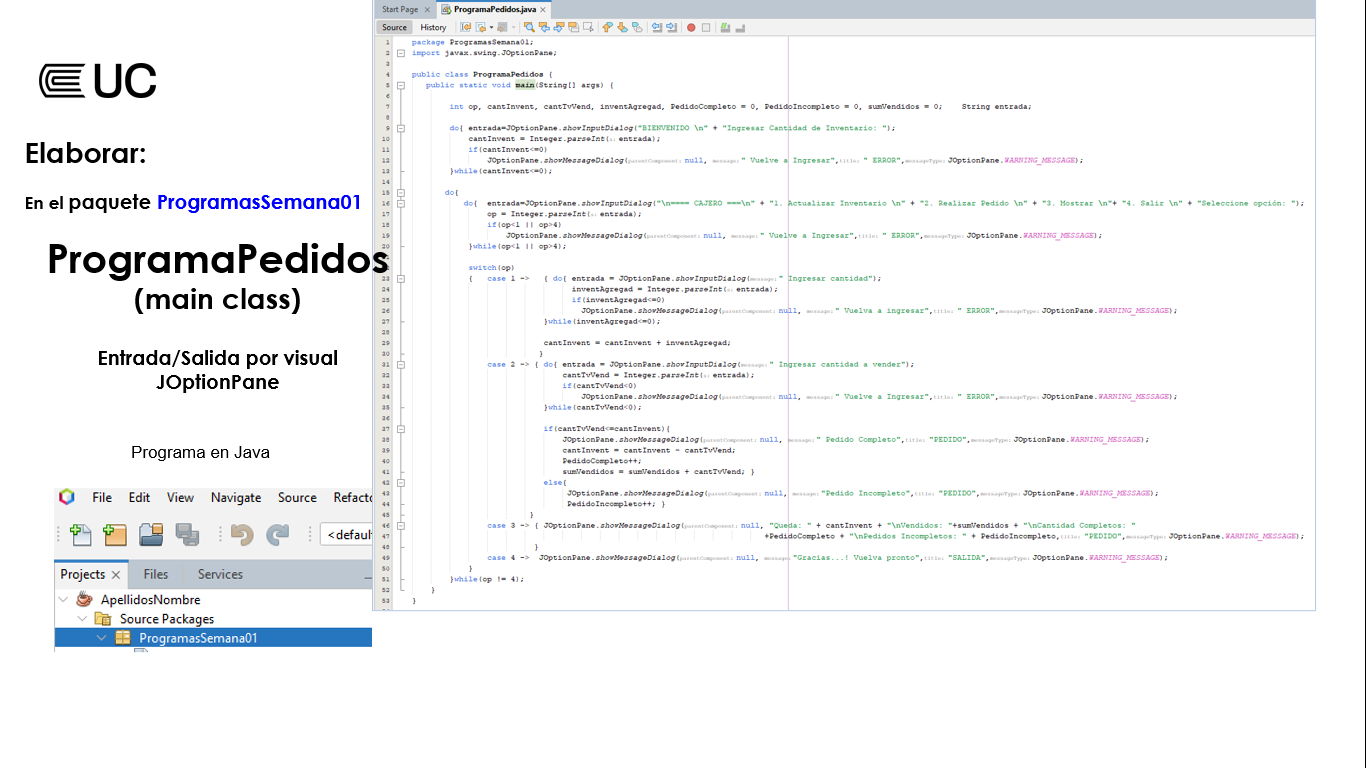 UC
Elaborar:
En el paquete ProgramasSemana01
ProgramaPedidos
(main class)
Entrada/Salida por visual
JOptionPane
Programa en Java
File Edit View Navigate Source Refacto
<defaul
Projects Files Services
ApellidosNombre
Source Packages
ProgramasSemana01
Start Page ProgramaPedidos.java
Source History
1 package ProgramasSemana01;
2 import javax.swing.JOptionPane;
3
4 public class ProgramaPedidos {
5 public static void main(String[] args) {
6
7 int op, cantInvent, cantTvVend, inventAgregad, PedidoCompleto = 0, PedidoIncompleto = 0, sumVendidos = 0; String entrada;
8
9 do{ entrada=JOptionPane.showInputDialog("BIENVENIDO \n" + "Ingresar Cantidad de Inventario: ");
10 cantInvent = Integer.parseInt(s: entrada);
11 if(cantInvent<=0)
12 JOptionPane.showMessageDialog(parentComponent: null, message: " Vuelve a Ingresar",title: " ERROR",messageType: JOptionPane.WARNING_MESSAGE);
13 }while(cantInvent<=0);
14
15 do{
16 do{ entrada=JOptionPane.showInputDialog("\n==== CAJERO ===\n" + "1. Actualizar Inventario \n" + "2. Realizar Pedido \n" + "3. Mostrar \n"+ "4. Salir \n" + "Seleccione opción: ");
17 op = Integer.parseInt(s: entrada);
18 if(op<1 || op>4)
19 JOptionPane.showMessageDialog(parentComponent: null, message: " Vuelve a Ingresar",title: " ERROR",messageType: JOptionPane.WARNING_MESSAGE);
20 }while(op<1 || op>4);
21
22 switch(op)
23 { case 1 -> { do{ entrada = JOptionPane.showInputDialog(message: " Ingresar cantidad");
24 inventAgregad = Integer.parseInt(s: entrada);
25 if(inventAgregad<=0)
26 JOptionPane.showMessageDialog(parentComponent: null, message: " Vuelva a ingresar",title: " ERROR",messageType: JOptionPane.WARNING_MESSAGE);
27 }while(inventAgregad<=0);
28
29 cantInvent = cantInvent + inventAgregad;
30 }
31 case 2 -> { do{ entrada = JOptionPane.showInputDialog(message: " Ingresar cantidad a vender");
32 cantTvVend = Integer.parseInt(s: entrada);
33 if(cantTvVend<0)
34 JOptionPane.showMessageDialog(parentComponent: null, message: " Vuelve a Ingresar",title: " ERROR",messageType: JOptionPane.WARNING_MESSAGE);
35 }while(cantTvVend<0);
36
37 if(cantTvVend<=cantInvent){
38 JOptionPane.showMessageDialog(parentComponent: null, message: " Pedido Completo",title: "PEDIDO",messageType: JOptionPane.WARNING_MESSAGE);
39 cantInvent = cantInvent - cantTvVend;
40 PedidoCompleto++;
41 sumVendidos = sumVendidos + cantTvVend; }
42 else{
43 JOptionPane.showMessageDialog(parentComponent: null, message: "Pedido Incompleto",title: "PEDIDO",messageType: JOptionPane.WARNING_MESSAGE);
44 PedidoIncompleto++; }
45 }
46 case 3 -> { JOptionPane.showMessageDialog(parentComponent: null, "Queda: " + cantInvent + "\nVendidos: "+sumVendidos + "\nCantidad Completos: "
47 +PedidoCompleto + "\nPedidos Incompletos: " + PedidoIncompleto,title: "PEDIDO",messageType: JOptionPane.WARNING_MESSAGE);
48 }
49 case 4 -> JOptionPane.showMessageDialog(parentComponent: null, message: "Gracias...! Vuelva pronto",title: "SALIDA",messageType: JOptionPane.WARNING_MESSAGE);
50 }
51 }while(op != 4);
52 }
53 }